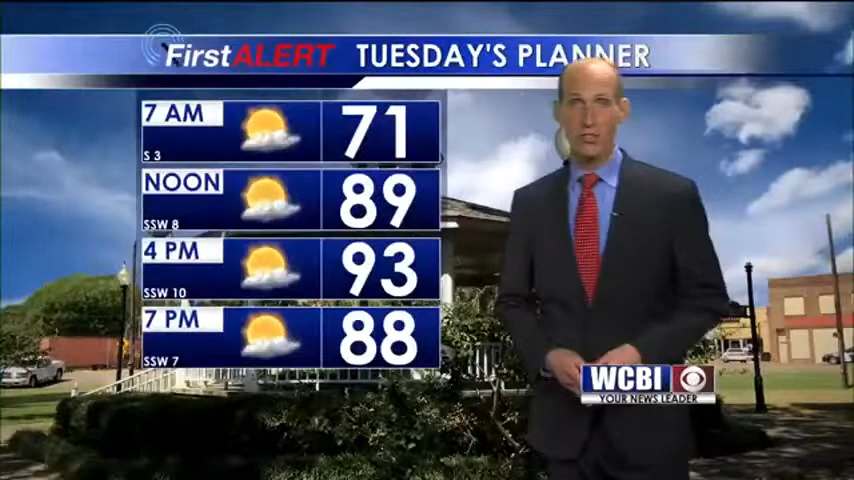 FirstALERT TUESDAY'S PLANNER
7 AM
71
S 3
NOON
89
SSW 8
4 PM
93
SSW 10
7 PM
88
SSW 7
WCBI
YOUR NEWS LEADER